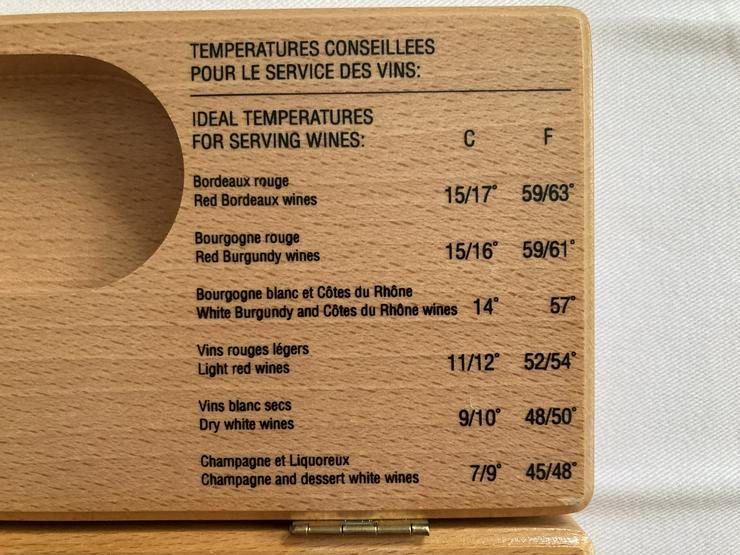 TEMPERATURES CONSEILLEES
POUR LE SERVICE DES VINS:
IDEAL TEMPERATURES
FOR SERVING WINES: C F
Bordeaux rouge
Red Bordeaux wines 15/17° 59/63°
Bourgogne rouge
Red Burgundy wines 15/16° 59/61°
Bourgogne blanc et Côtes du Rhône
White Burgundy and Côtes du Rhône wines 14° 57°
Vins rouges légers
Light red wines 11/12° 52/54°
Vins blanc secs
Dry white wines 9/10° 48/50°
Champagne et Liquoreux
Champagne and dessert white wines 7/9° 45/48°